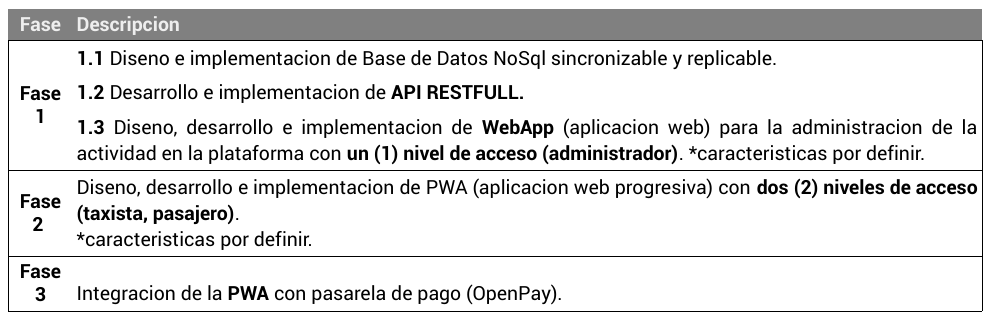 Fase Descripcion
1.1 Diseno e implementacion de Base de Datos NoSql sincronizable y replicable.
Fase 1
1.2 Desarrollo e implementacion de API RESTFULL.
1.3 Diseno, desarrollo e implementacion de WebApp (aplicacion web) para la administracion de la
actividad en la plataforma con un (1) nivel de acceso (administrador). *caracteristicas por definir.
Fase 2
Diseno, desarrollo e implementacion de PWA (aplicacion web progresiva) con dos (2) niveles de acceso
(taxista, pasajero).
*caracteristicas por definir.
Fase 3
Integracion de la PWA con pasarela de pago (OpenPay).